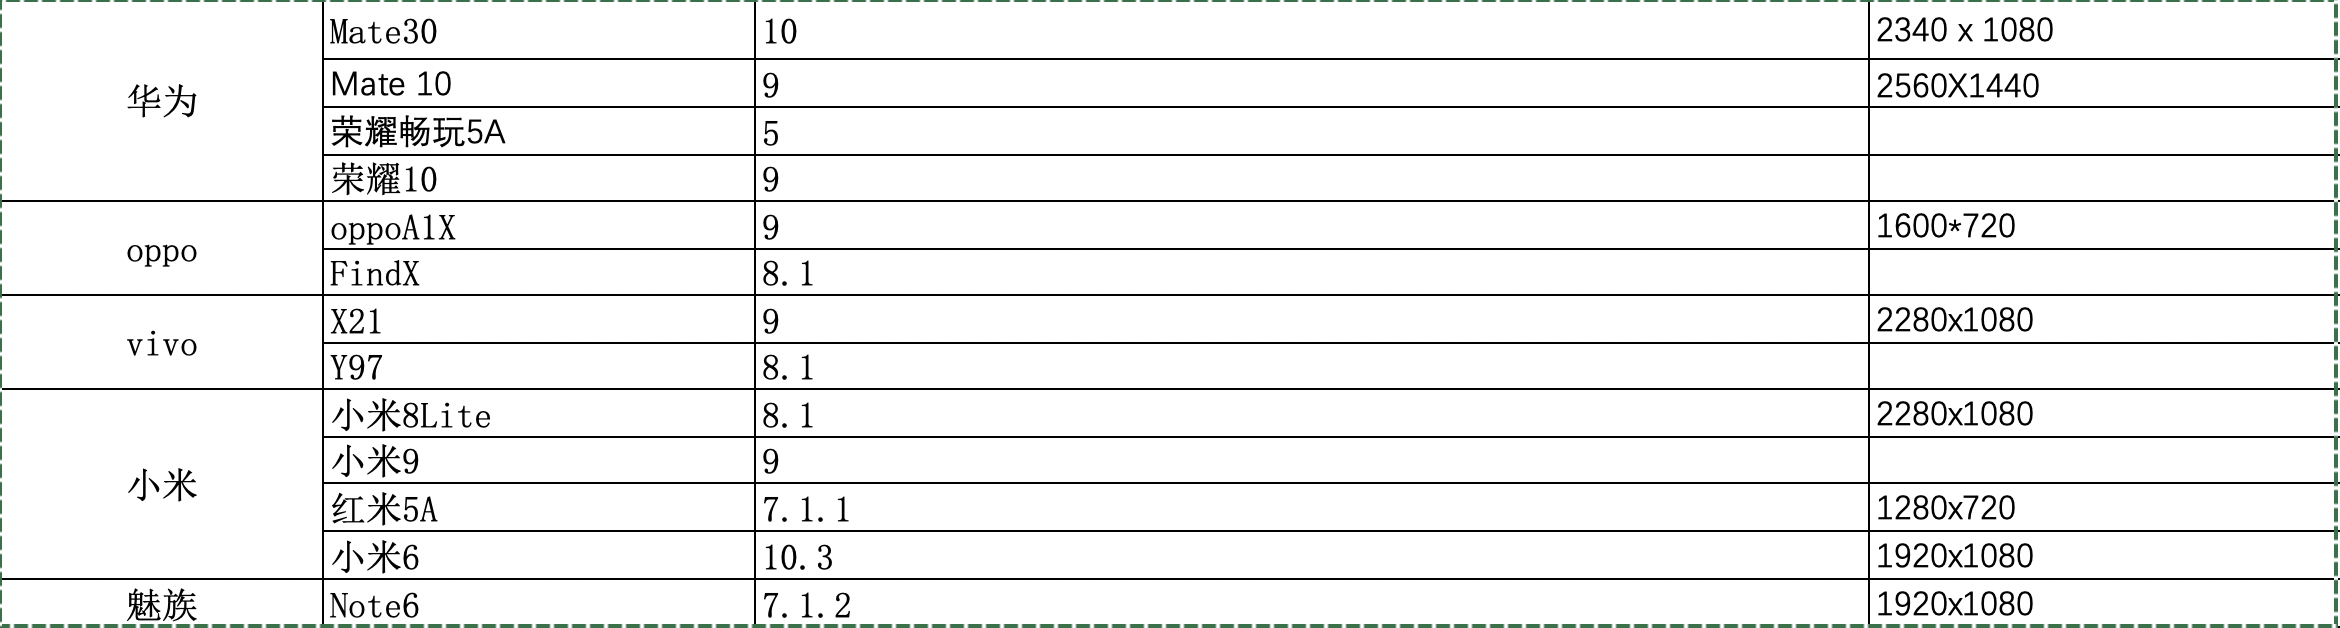 华为
Mate30 10 2340 x 1080
Mate 10 9 2560X1440
荣耀畅玩5A 5
荣耀10 9
oppo
oppoA1X 9 1600*720
FindX 8.1
vivo
X21 9 2280x1080
Y97 8.1
小米
小米8Lite 8.1 2280x1080
小米9 9
红米5A 7.1.1 1280x720
小米6 10.3 1920x1080
魅族 Note6 7.1.2 1920x1080